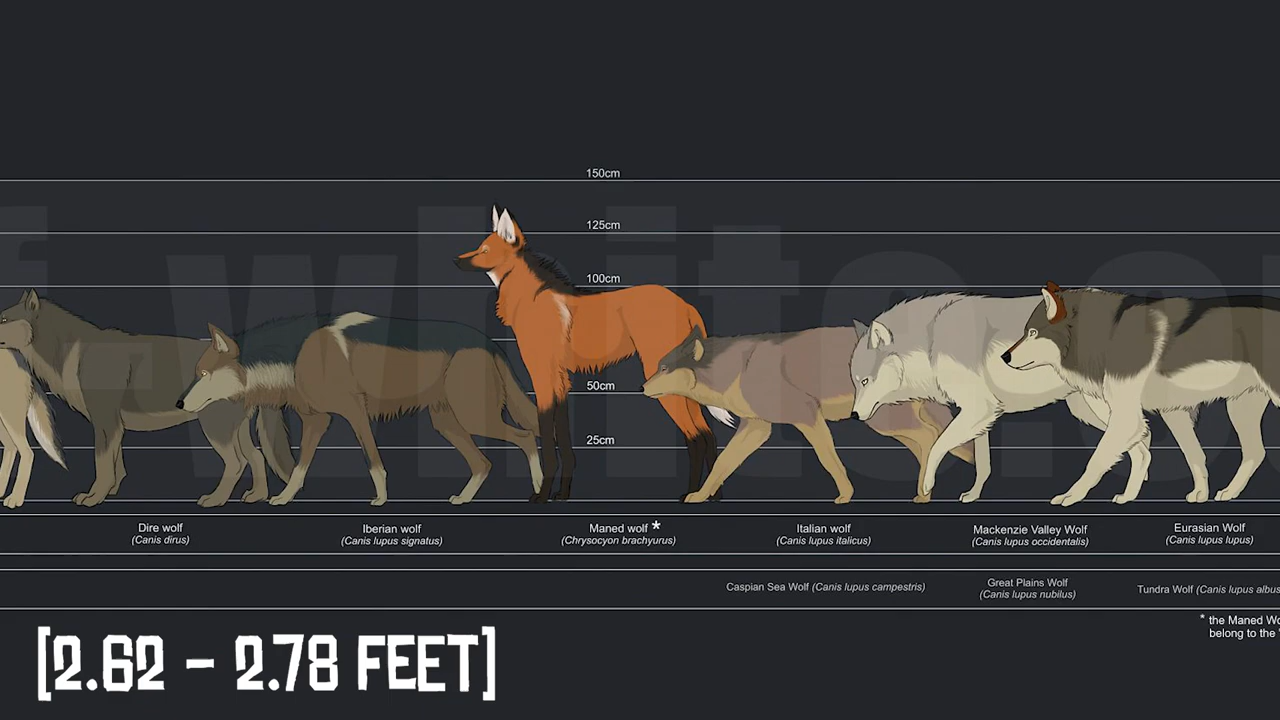 150cm
125cm
100cm
50cm
25cm
Dire wolf
(Canis dirus)
Iberian wolf
(Canis lupus signatus)
Maned wolf *
(Chrysocyon brachyurus)
Italian wolf
(Canis lupus italicus)
Mackenzie Valley Wolf
(Canis lupus occidentalis)
Eurasian Wolf
(Canis lupus lupus)
Caspian Sea Wolf (Canis lupus campestris)
Great Plains Wolf
(Canis lupus nubilus)
Tundra Wolf (Canis lupus albus
* the Maned Wo
belong to the
[2.62 – 2.78 FEET]